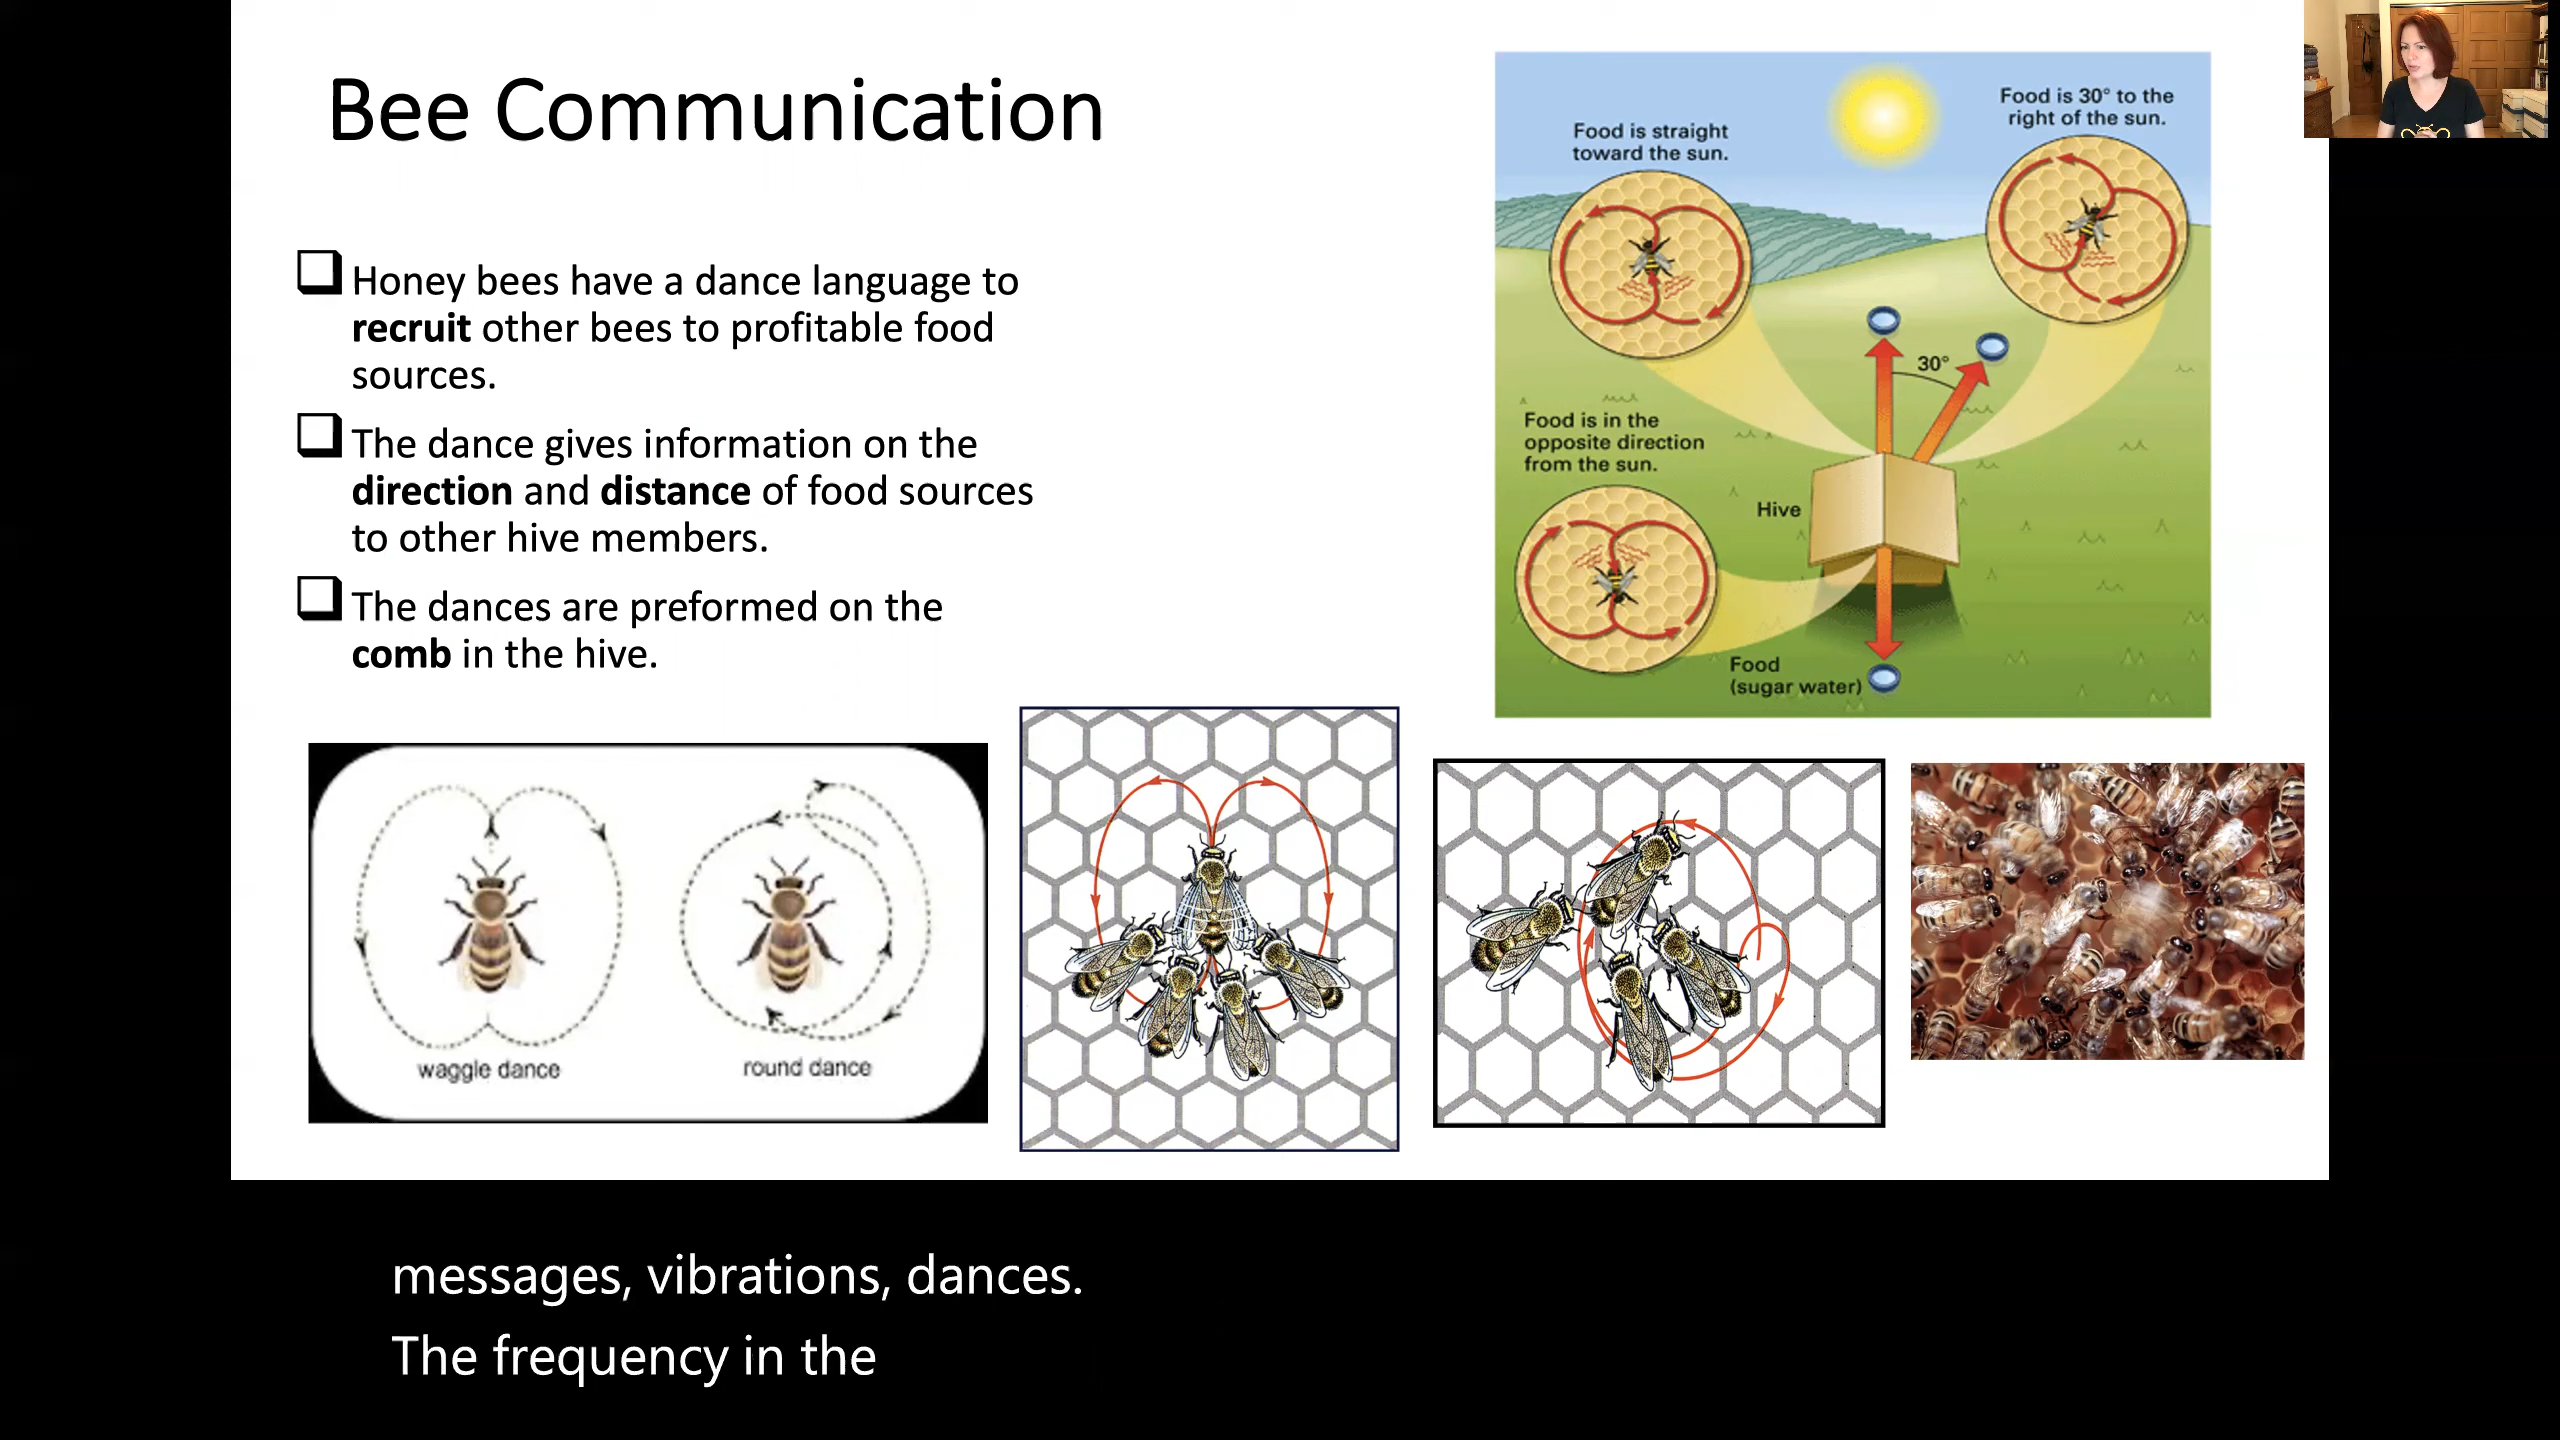 Bee Communication
Honey bees have a dance language to
recruit other bees to profitable food
sources.
The dance gives information on the
direction and distance of food sources
to other hive members.
The dances are preformed on the
comb in the hive.
Food is straight
toward the sun.
Food is 30° to the
right of the sun.
30°
Food is in the
opposite direction
from the sun.
Hive
Food
(sugar water)
waggle dance
round dance
messages, vibrations, dances.
The frequency in the